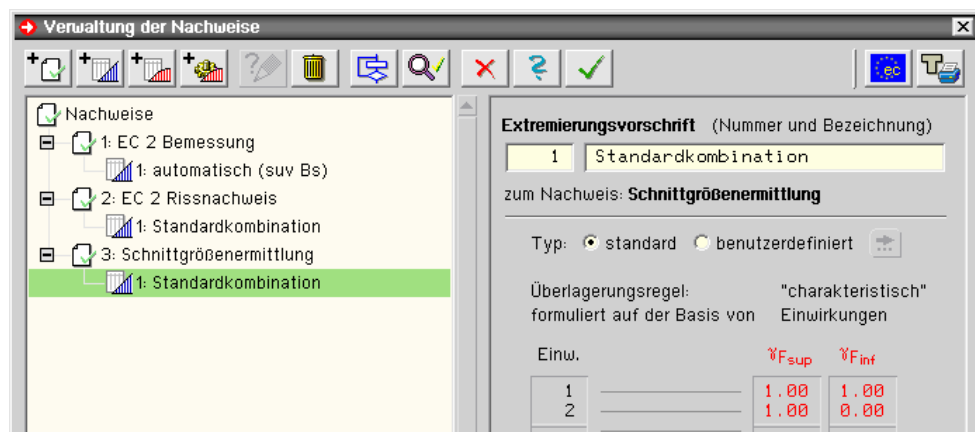 Verwaltung der Nachweise
ec
T
Nachweise
1: EC 2 Bemessung
1: automatisch (suv Bs)
2: EC 2 Rissnachweis
1: Standardkombination
3: Schnittgrößenermittlung
1: Standardkombination
Extremierungsvorschrift (Nummer und Bezeichnung)
1 Standardkombination
zum Nachweis: Schnittgrößenermittlung
Typ: standard benutzerdefiniert
Überlagerungsregel: "charakteristisch"
formuliert auf der Basis von Einwirkungen
Einw. γFsup γFinf
1 1.00 1.00
2 1.00 0.00